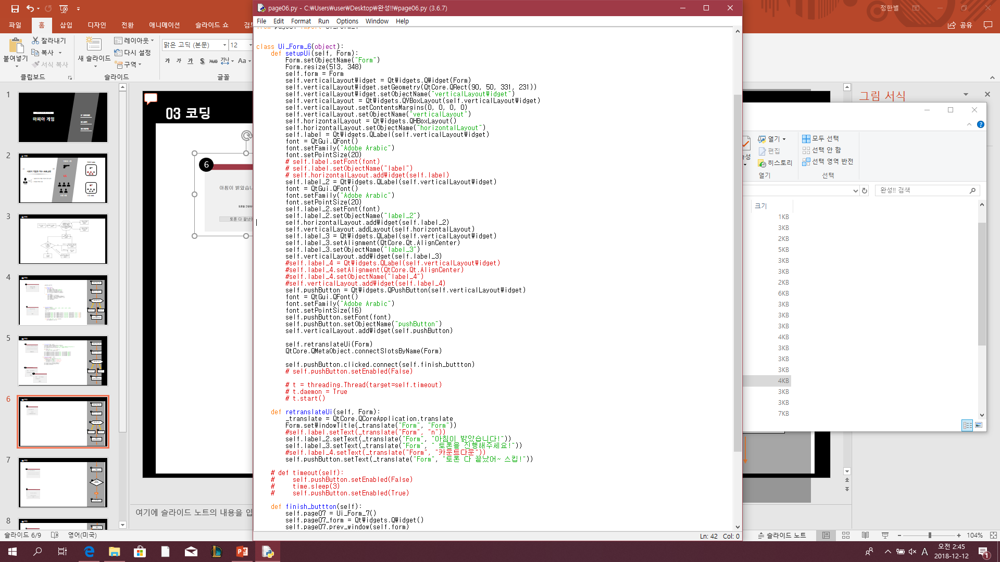 page06.py - C:₩Users₩user₩Desktop₩완성!!₩page06.py (3.6.7)
정한별
File Edit Format Run Options Window Help
파일 홈 삽입 디자인 전환 애니메이션 슬라이드 쇼
공유
붙여넣기
잘라내기
복사
서식 복사
클립보드
새 슬라이드
레이아웃
다시 설정
구역
슬라이드
맑은 고딕 (본문) 12
가 가 가 S
글꼴
03 코딩
6
토론 다 끝났어
class Ui_Form_6(object):
    def setupUi(self, Form):
        Form.setObjectName("Form")
        Form.resize(513, 348)
        self.form = Form
        self.verticalLayoutWidget = QtWidgets.QWidget(Form)
        self.verticalLayoutWidget.setGeometry(QtCore.QRect(90, 50, 331, 231))
        self.verticalLayoutWidget.setObjectName("verticalLayoutWidget")
        self.verticalLayout = QtWidgets.QVBoxLayout(self.verticalLayoutWidget)
        self.verticalLayout.setContentsMargins(0, 0, 0, 0)
        self.verticalLayout.setObjectName("verticalLayout")
        self.horizontalLayout = QtWidgets.QHBoxLayout()
        self.horizontalLayout.setObjectName("horizontalLayout")
        self.label = QtWidgets.QLabel(self.verticalLayoutWidget)
        font = QtGui.QFont()
        font.setFamily("Adobe Arabic")
        font.setPointSize(20)
        # self.label.setFont(font)
        # self.label.setObjectName("label")
        # self.horizontalLayout.addWidget(self.label)
        self.label_2 = QtWidgets.QLabel(self.verticalLayoutWidget)
        font = QtGui.QFont()
        font.setFamily("Adobe Arabic")
        font.setPointSize(20)
        self.label_2.setFont(font)
        self.label_2.setObjectName("label_2")
        self.horizontalLayout.addWidget(self.label_2)
        self.verticalLayout.addLayout(self.horizontalLayout)
        self.label_3 = QtWidgets.QLabel(self.verticalLayoutWidget)
        self.label_3.setAlignment(QtCore.Qt.AlignCenter)
        self.label_3.setObjectName("label_3")
        self.verticalLayout.addWidget(self.label_3)
        #self.label_4 = QtWidgets.QLabel(self.verticalLayoutWidget)
        #self.label_4.setAlignment(QtCore.Qt.AlignCenter)
        #self.label_4.setObjectName("label_4")
        #self.verticalLayout.addWidget(self.label_4)
        self.pushButton = QtWidgets.QPushButton(self.verticalLayoutWidget)
        font = QtGui.QFont()
        font.setFamily("Adobe Arabic")
        font.setPointSize(16)
        self.pushButton.setFont(font)
        self.pushButton.setObjectName("pushButton")
        self.verticalLayout.addWidget(self.pushButton)
        self.retranslateUi(Form)
        QtCore.QMetaObject.connectSlotsByName(Form)
        self.pushButton.clicked.connect(self.finish_buttton)
        # self.pushButton.setEnabled(False)
        # t = threading.Thread(target=self.timeout)
        # t.daemon = True
        # t.start()
    def retranslateUi(self, Form):
        _translate = QtCore.QCoreApplication.translate
        Form.setWindowTitle(_translate("Form", "Form"))
        #self.label.setText(_translate("Form", "n"))
        self.label_2.setText(_translate("Form", "아침이 밝았습니다!"))
        self.label_3.setText(_translate("Form", " 토론을 진행해주세요!"))
        #self.label_4.setText(_translate("Form", "카운트다운"))
        self.pushButton.setText(_translate("Form", "토론 다 끝났어~ 스킵!"))
    # def timeout(self):
    #     self.pushButton.setEnabled(False)
    #     time.sleep(3)
    #     self.pushButton.setEnabled(True)
    def finish_buttton(self):
        self.page07 = Ui_Form_7()
        self.page07_form = QtWidgets.QWidget()
        self.page07.prev_window(self.form)
Ln: 42 Col: 0
그림 서식
열기
편집
히스토리
열기
모두 선택
선택 안 함
선택 영역 반전
선택
완성!! 검색
크기
1KB
3KB
2KB
5KB
3KB
3KB
2KB
6KB
3KB
3KB
3KB
4KB
3KB
3KB
3KB
4KB
3KB
3KB
7KB
1
마피아 게임
2
3
4
5
6
7
8
여기에 슬라이드 노트의 내용을 입
슬라이드 6/9 영어(미국)
슬라이드 노트 104%
A 오전 2:45
2018-12-12
1